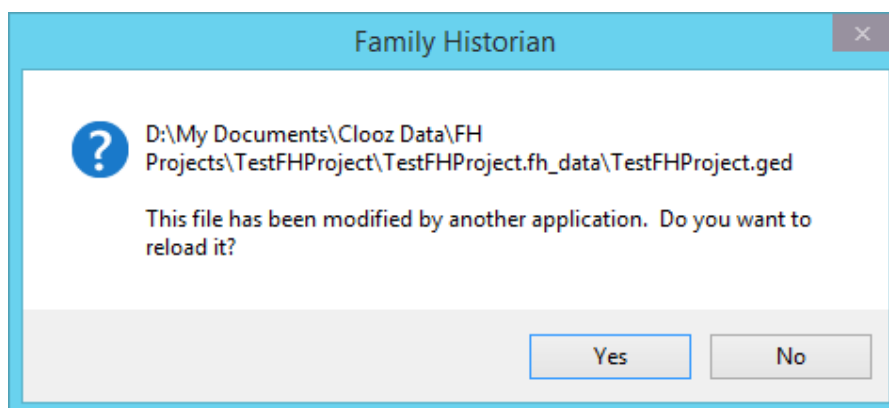 Family Historian
D:\My Documents\Clooz Data\FH
Projects\TestFHProject\TestFHProject.fh_data\TestFHProject.ged
This file has been modified by another application.  Do you want to
reload it?
Yes
No